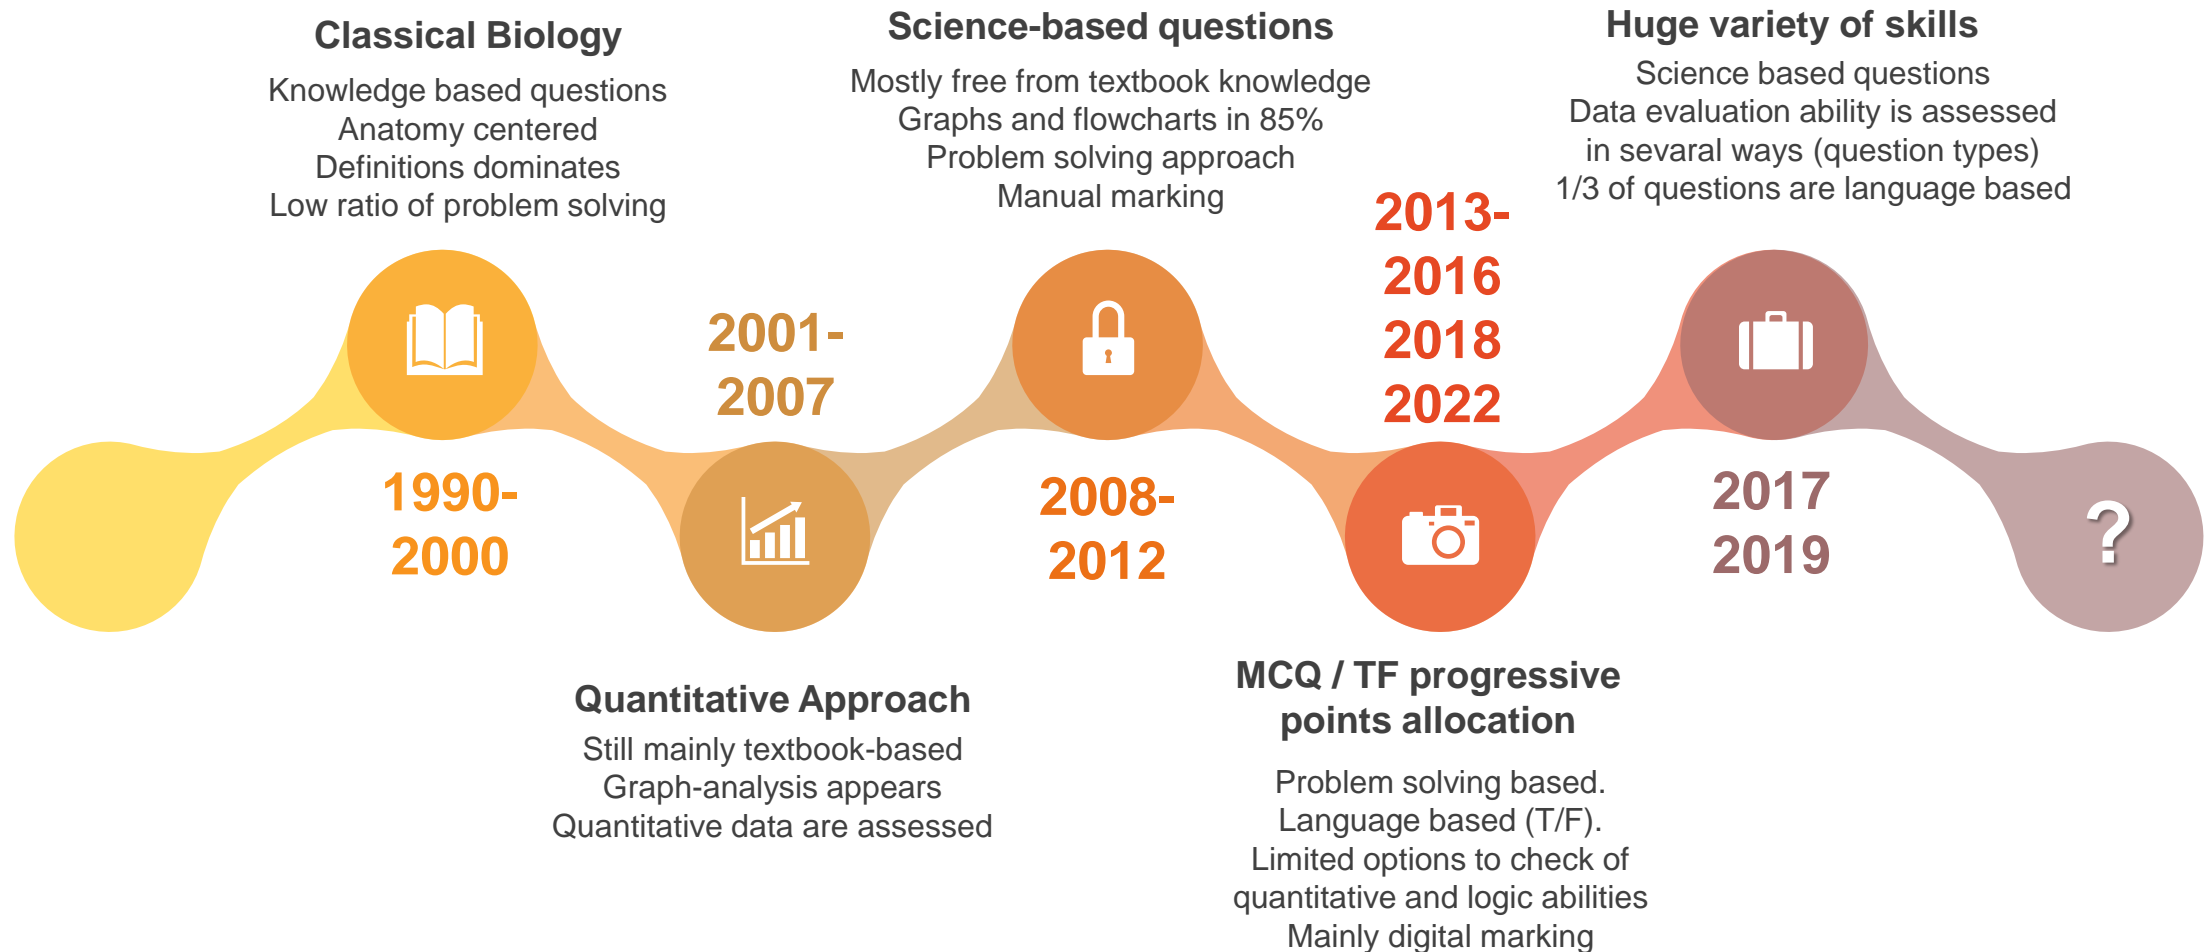 Classical Biology
Knowledge based questions
Anatomy centered
Definitions dominates
Low ratio of problem solving
1990-
2000
2001-
2007
Quantitative Approach
Still mainly textbook-based
Graph-analysis appears
Quantitative data are assessed
Science-based questions
Mostly free from textbook knowledge
Graphs and flowcharts in 85%
Problem solving approach
Manual marking
2008-
2012
2013-
2016
2018
2022
MCQ / TF progressive
points allocation
Problem solving based.
Language based (T/F).
Limited options to check of
quantitative and logic abilities
Mainly digital marking
Huge variety of skills
Science based questions
Data evaluation ability is assessed
in sevaral ways (question types)
1/3 of questions are language based
2017
2019
?